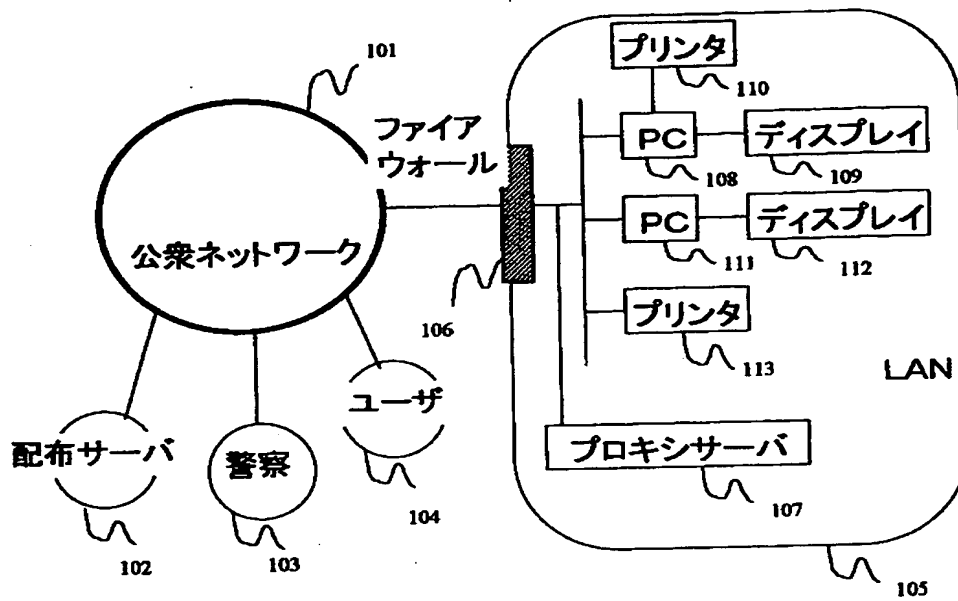 101
公衆ネットワーク
ファイア
ウォール
106
配布サーバ
102
警察
103
ユーザ
104
プリンタ
110
PC
108
ディスプレイ
109
PC
111
ディスプレイ
112
プリンタ
113
LAN
プロキシサーバ
107
105